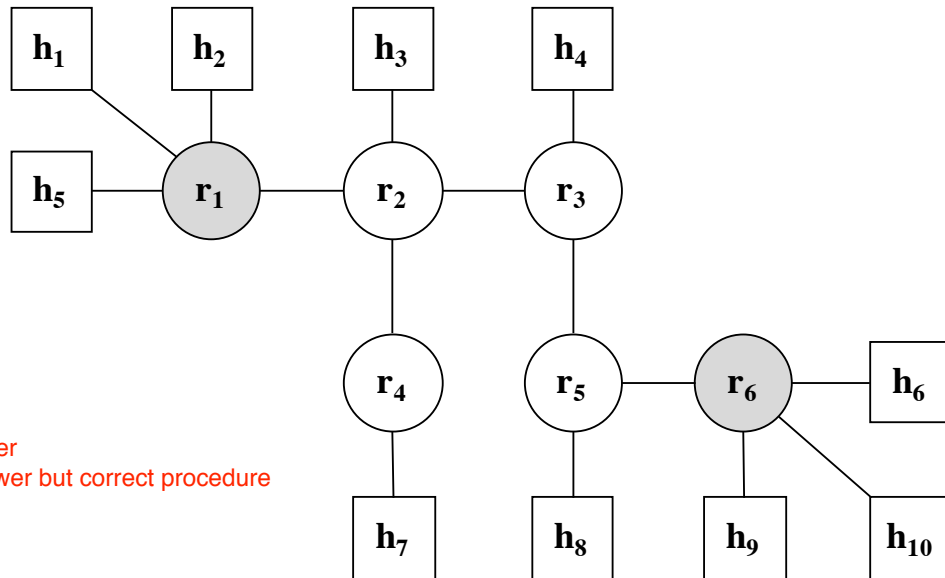 h₁ h₂ h₃ h₄
h₅ r₁ r₂ r₃
r₄ r₅ r₆ h₆
er
wer but correct procedure
h₇ h₈ h₉ h₁₀